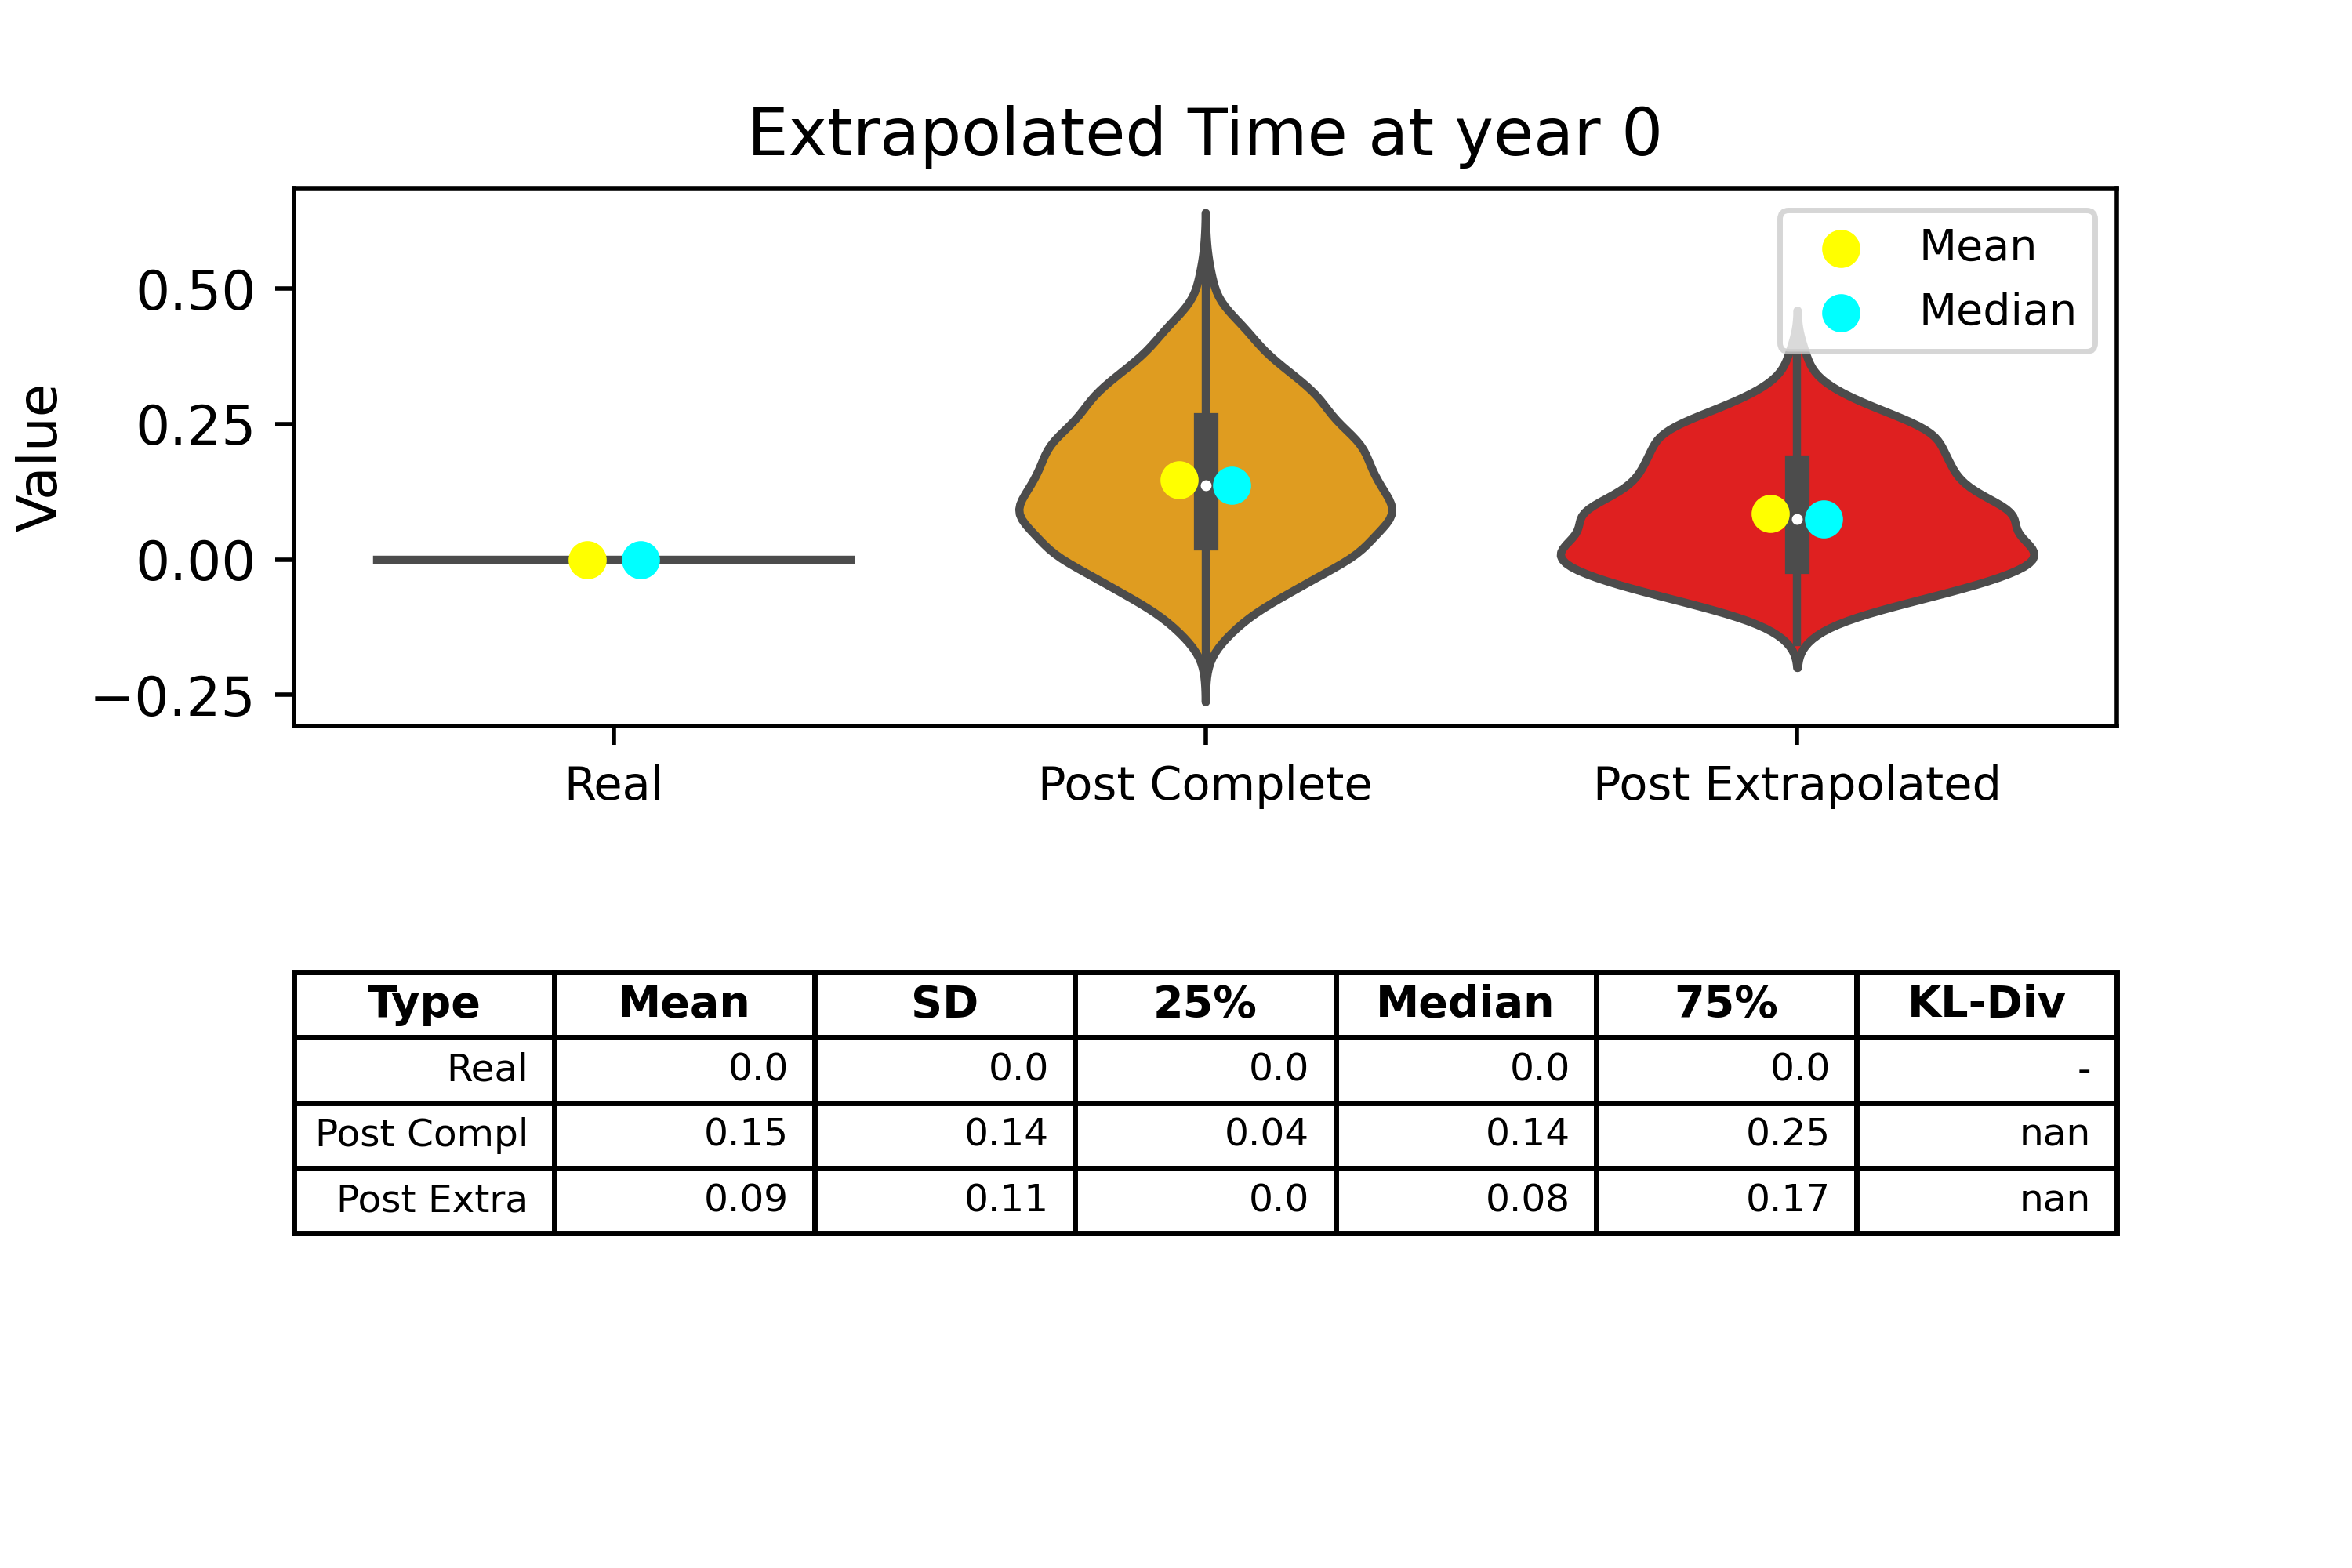 Extrapolated Time at year 0
Mean
Median
Value
0.50
0.25
0.00
−0.25
Real Post Complete Post Extrapolated
Type Mean SD 25% Median 75% KL-Div
Real 0.0 0.0 0.0 0.0 0.0 -
Post Compl 0.15 0.14 0.04 0.14 0.25 nan
Post Extra 0.09 0.11 0.0 0.08 0.17 nan